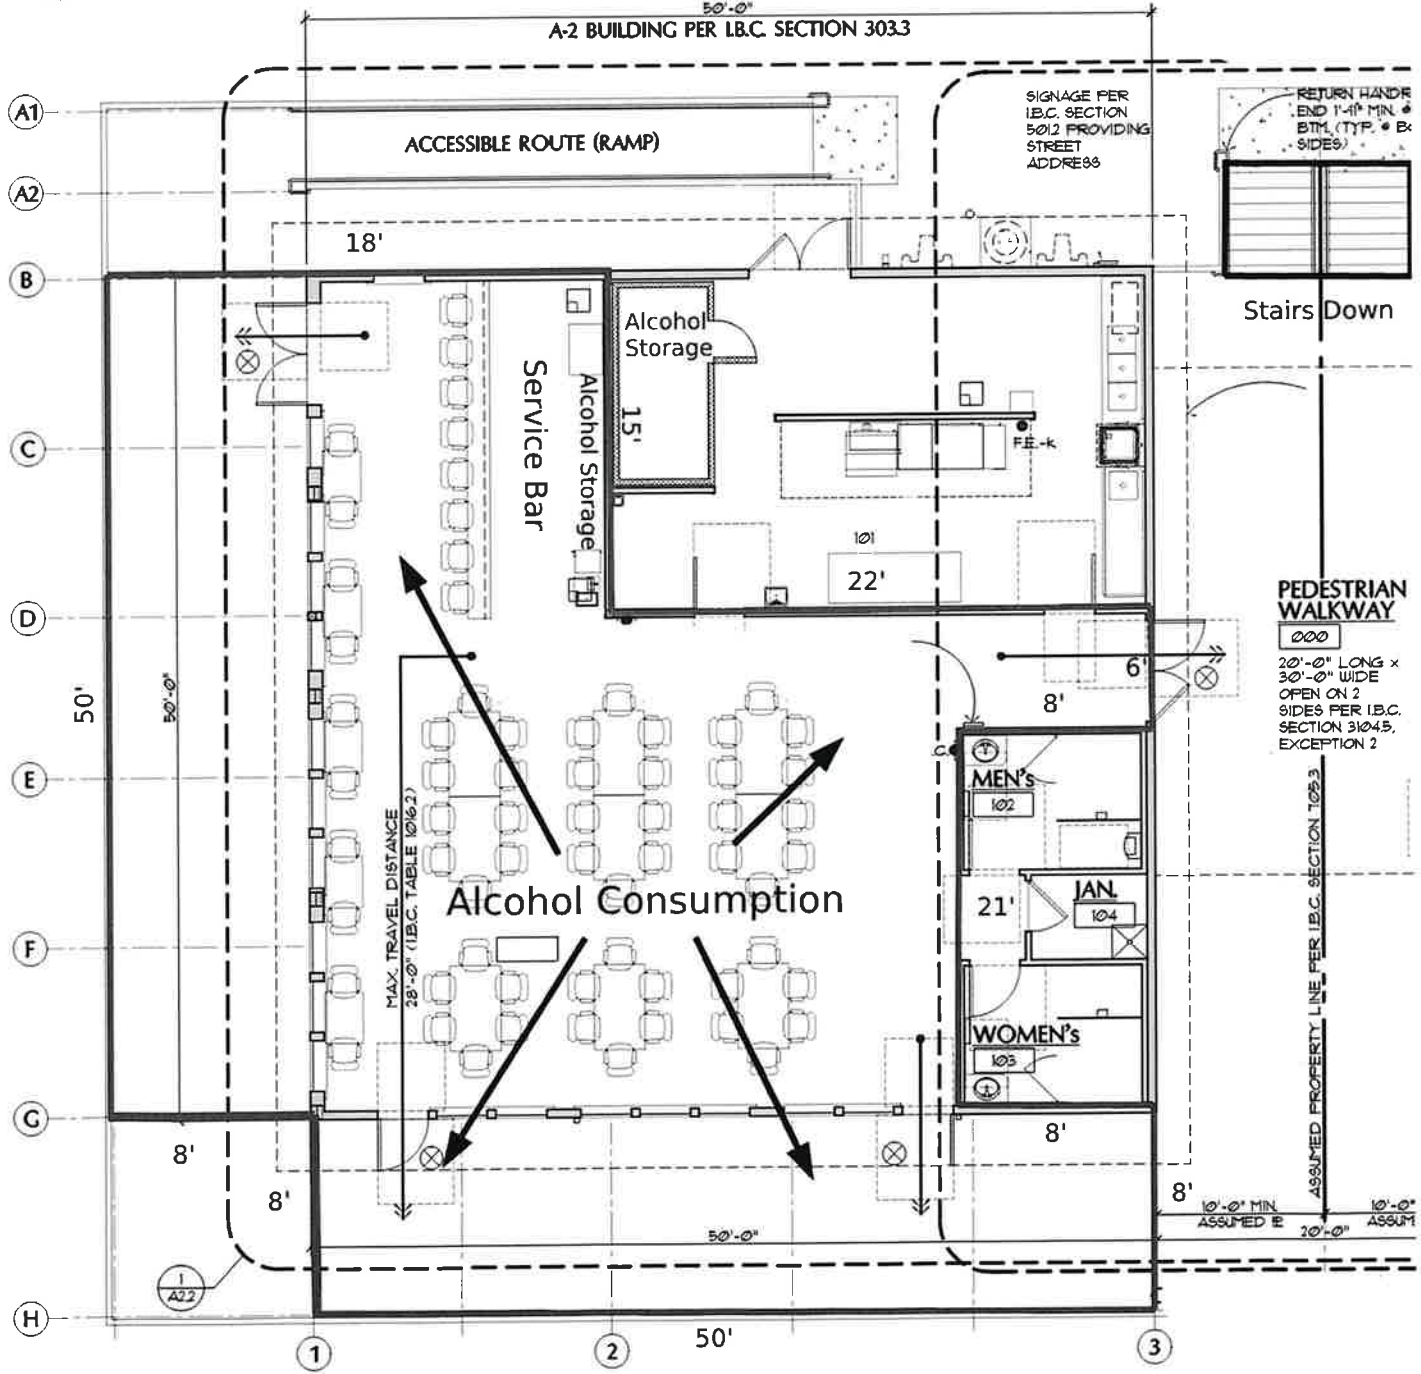 50'-0"
A-2 BUILDING PER I.B.C. SECTION 303.3
A1
ACCESSIBLE ROUTE (RAMP)
A2
SIGNAGE PER
I.B.C. SECTION
501.2 PROVIDING
STREET
ADDRESS
RETURN HANDR
END 1'-11" MIN. @
BTM. (TYP. @ BO
SIDES)
18'
B
Stairs Down
Alcohol
Storage
15'
Service Bar
Alcohol Storage
C
F.E.-K
101
22'
D
PEDESTRIAN
WALKWAY
000
20'-0" LONG x
30'-0" WIDE
OPEN ON 2
SIDES PER I.B.C.
SECTION 3104.5,
EXCEPTION 2
6'
8'
50'
50'-0"
E
MEN's
102
MAX. TRAVEL DISTANCE
28'-0" (I.B.C. TABLE 1016.2)
Alcohol Consumption
21'
JAN.
104
F
WOMEN's
103
ASSUMED PROPERTY LINE PER I.B.C. SECTION 705.3
G
8'
8'
8'
8'
10'-0" MIN.
ASSUMED
10'-0"
ASSUM
20'-0"
50'-0"
1
A2.2
H
50'
1
2
3